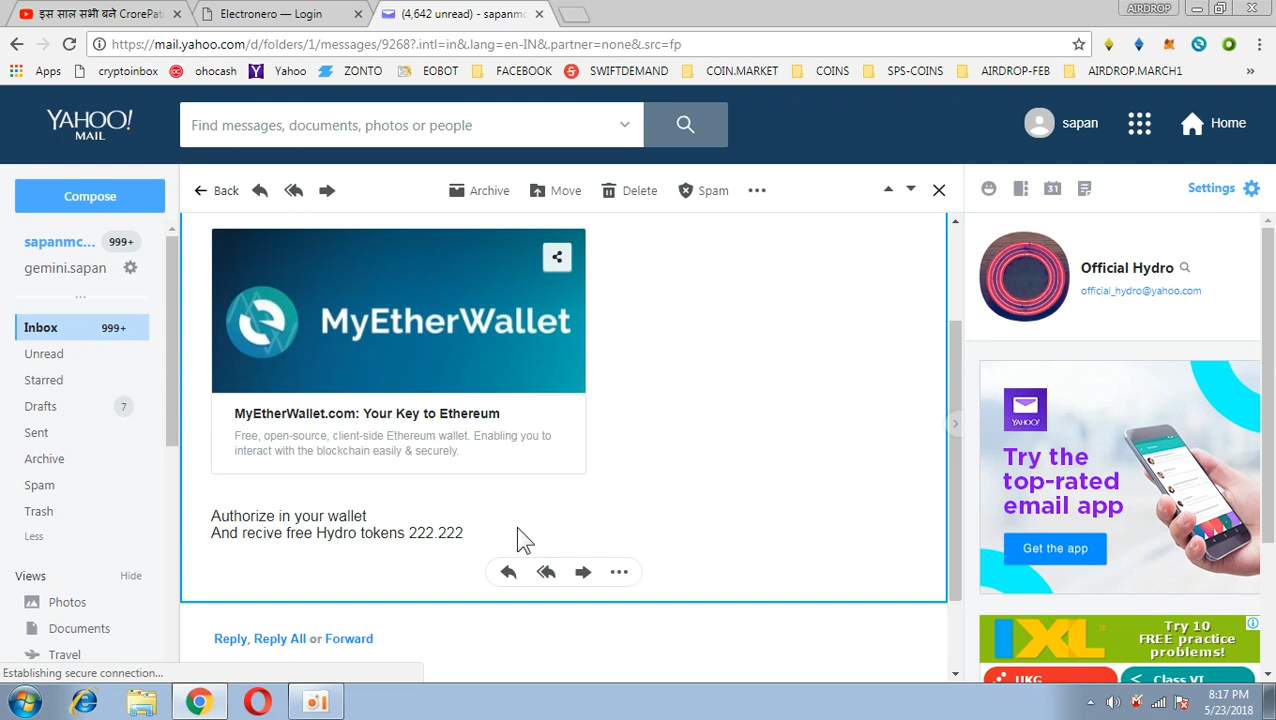 इस साल सभी बने CrorePat
Electronero — Login
(4,642 unread) - sapanmc
AIRDROP
https://mail.yahoo.com/d/folders/1/messages/9268?.intl=in&.lang=en-IN&.partner=none&.src=fp
Apps
cryptoinbox
ohocash
Yahoo
ZONTO
EOBOT
FACEBOOK
SWIFTDEMAND
COIN.MARKET
COINS
SPS-COINS
AIRDROP-FEB
AIRDROP.MARCH1
YAHOO!
MAIL
Find messages, documents, photos or people
sapan
Home
Compose
Back
Archive
Move
Delete
Spam
Settings
sapanmc... 999+
gemini.sapan
Inbox 999+
Unread
Starred
Drafts 7
Sent
Archive
Spam
Trash
Less
Views Hide
Photos
Documents
Travel
MyEtherWallet
MyEtherWallet.com: Your Key to Ethereum
Free, open-source, client-side Ethereum wallet. Enabling you to
interact with the blockchain easily & securely.
Authorize in your wallet
And recive free Hydro tokens 222.222
Reply, Reply All or Forward
31
Official Hydro
official_hydro@yahoo.com
YAHOO!
Try the
top-rated
email app
Get the app
IXL
Try 10
FREE practice
problems!
UKG
Class VI
Establishing secure connection...
8:17 PM
5/23/2018